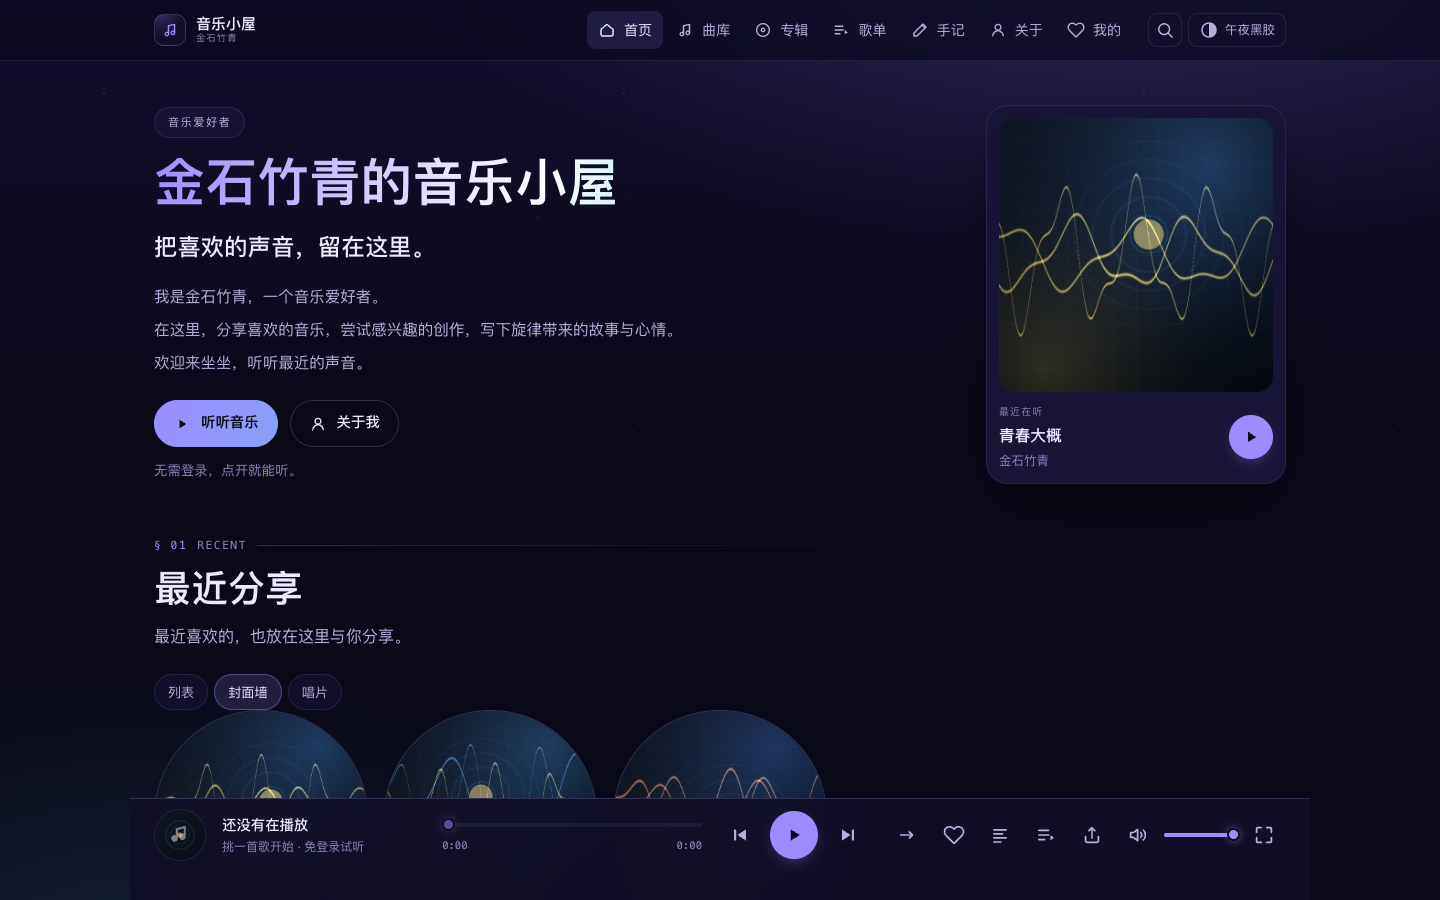 音乐小屋
金石竹青
首页
曲库
专辑
歌单
手记
关于
我的
午夜黑胶
音乐爱好者
金石竹青的音乐小屋
把喜欢的声音，留在这里。
我是金石竹青，一个音乐爱好者。
在这里，分享喜欢的音乐，尝试感兴趣的创作，写下旋律带来的故事与心情。
欢迎来坐坐，听听最近的声音。
听听音乐
关于我
无需登录，点开就能听。
最近在听
青春大概
金石竹青
§ 01 RECENT
最近分享
最近喜欢的，也放在这里与你分享。
列表
封面墙
唱片
还没有在播放
挑一首歌开始 · 免登录试听
0:00
0:00